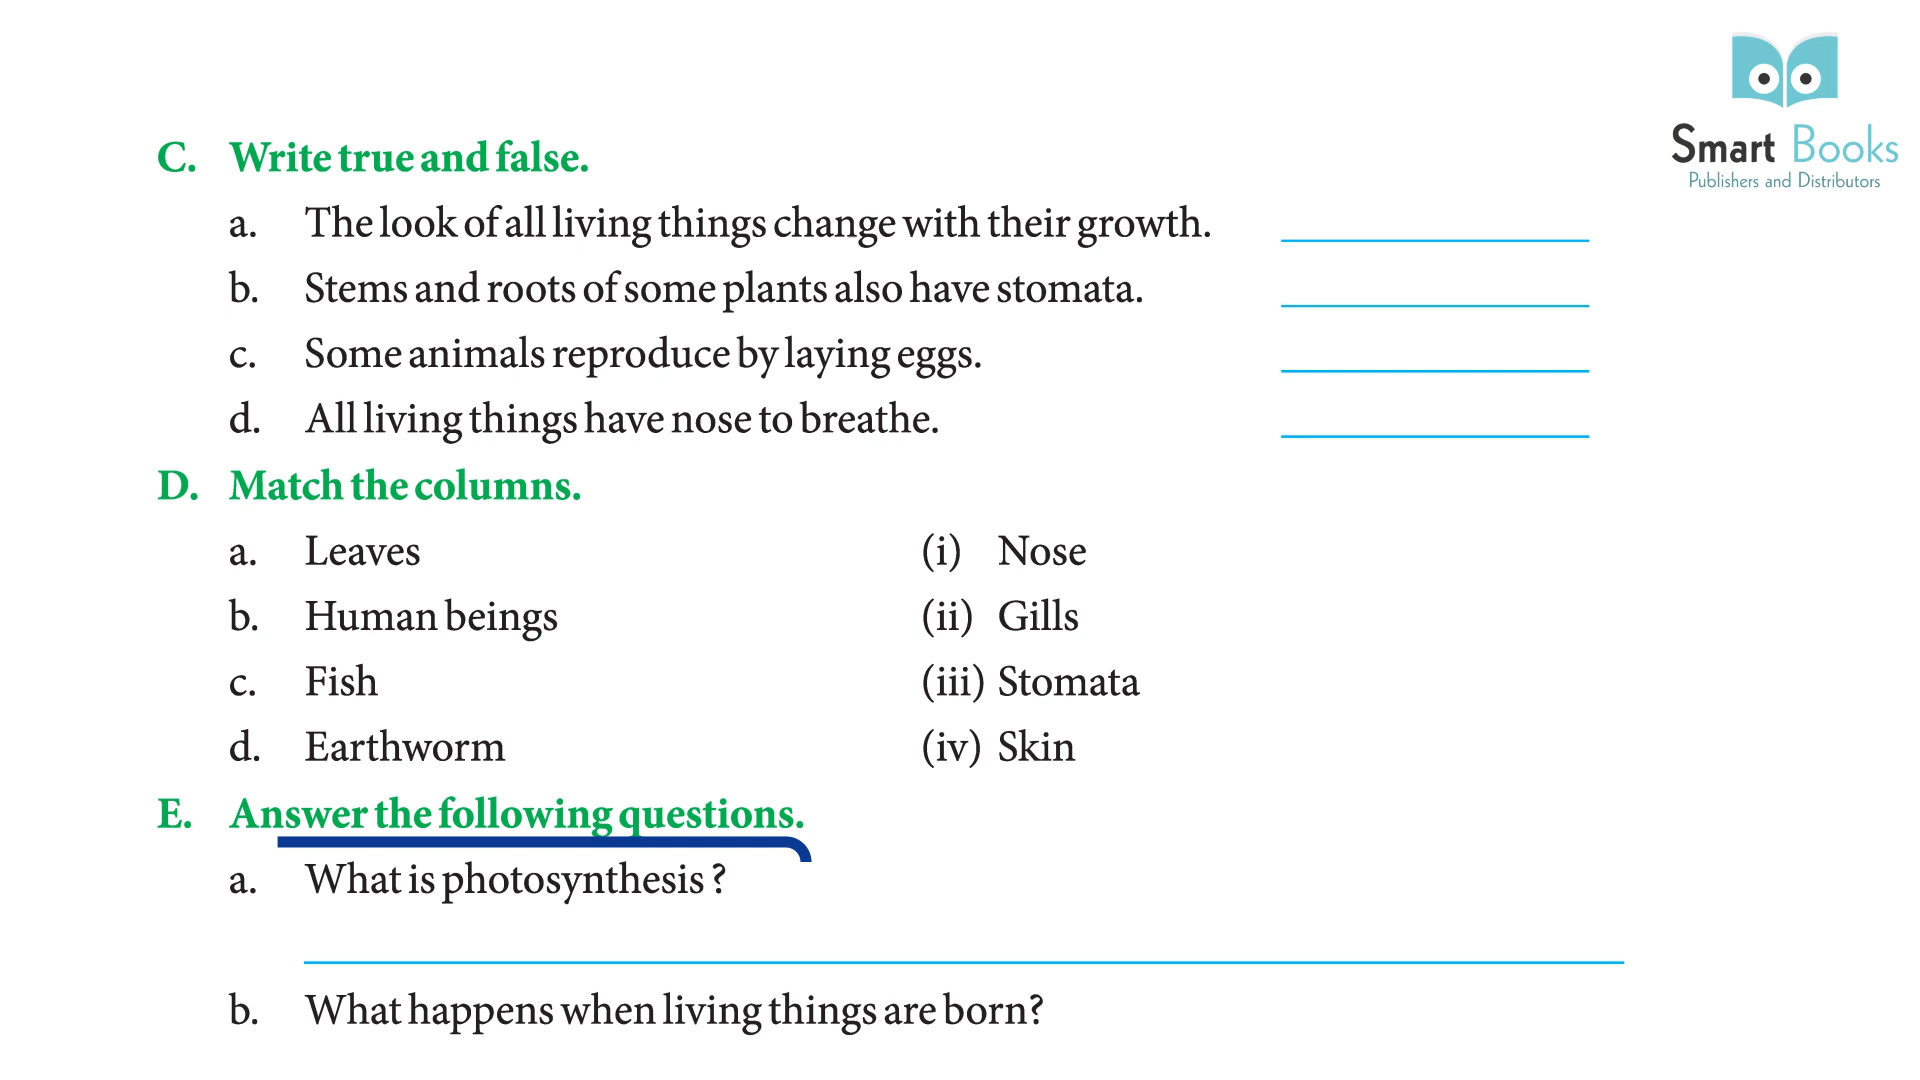 Smart Books
Publishers and Distributors
C. Write true and false.
a. The look of all living things change with their growth.
b. Stems and roots of some plants also have stomata.
c. Some animals reproduce by laying eggs.
d. All living things have nose to breathe.
D. Match the columns.
a. Leaves (i) Nose
b. Human beings (ii) Gills
c. Fish (iii) Stomata
d. Earthworm (iv) Skin
E. Answer the following questions.
a. What is photosynthesis ?
b. What happens when living things are born?